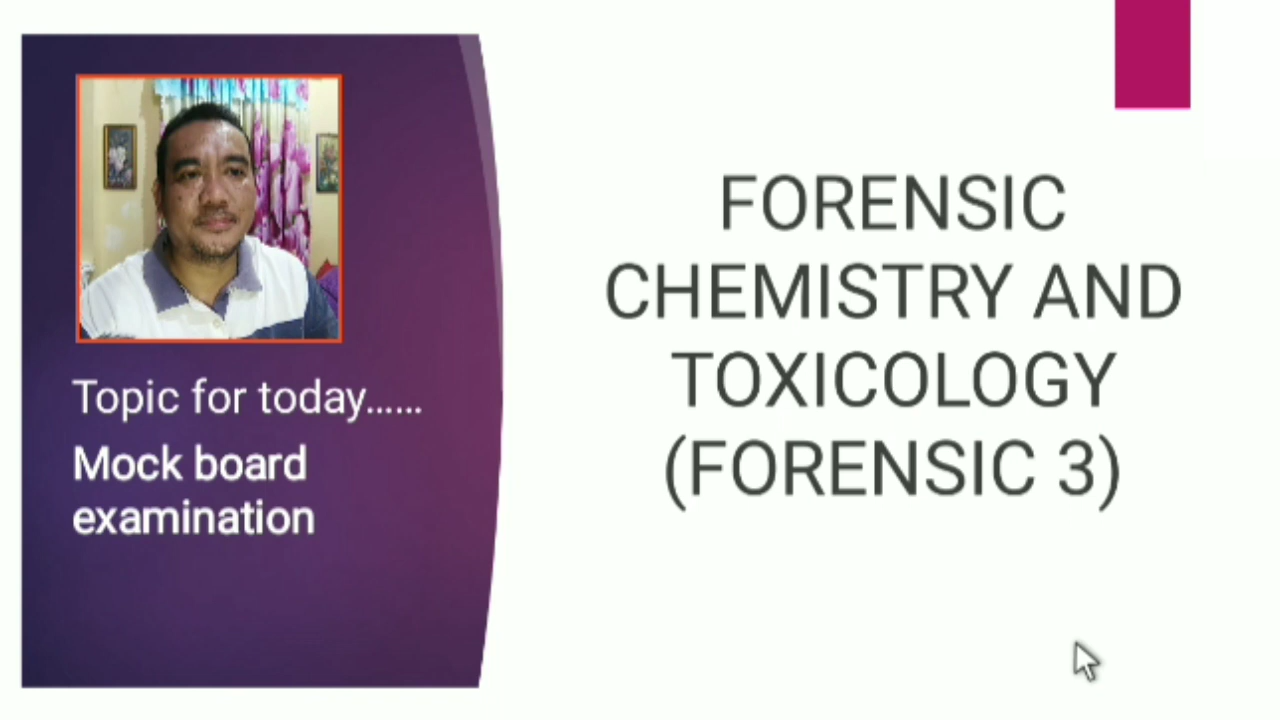 Topic for today......
Mock board
examination
FORENSIC
CHEMISTRY AND
TOXICOLOGY
(FORENSIC 3)